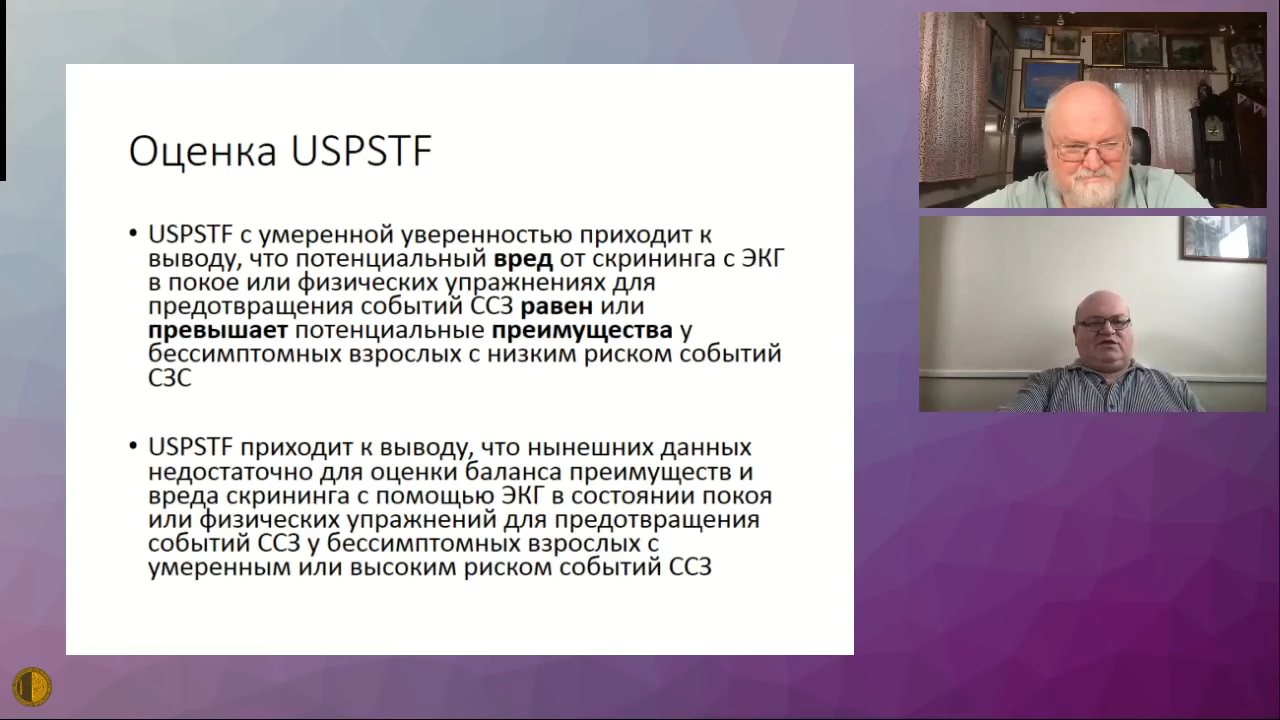 Оценка USPSTF
• USPSTF с умеренной уверенностью приходит к
выводу, что потенциальный вред от скрининга с ЭКГ
в покое или физических упражнениях для
предотвращения событий ССЗ равен или
превышает потенциальные преимущества у
бессимптомных взрослых с низким риском событий
СЗС
• USPSTF приходит к выводу, что нынешних данных
недостаточно для оценки баланса преимуществ и
вреда скрининга с помощью ЭКГ в состоянии покоя
или физических упражнений для предотвращения
событий ССЗ у бессимптомных взрослых с
умеренным или высоким риском событий ССЗ